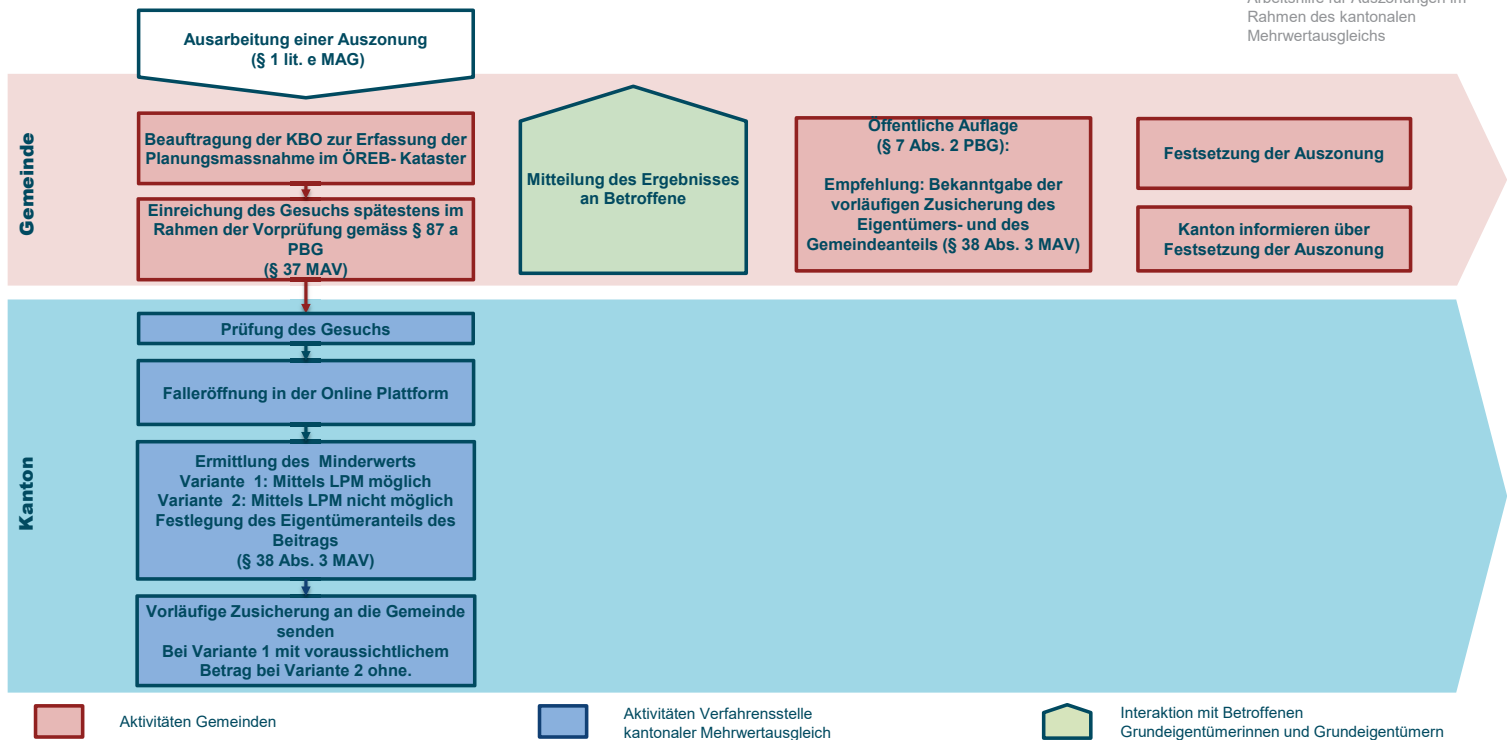 Arbeitshilfe für Auszonungen im
Rahmen des kantonalen
Mehrwertausgleichs
Ausarbeitung einer Auszonung
(§ 1 lit. e MAG)
Gemeinde
Beauftragung der KBO zur Erfassung der
Planungsmassnahme im ÖREB- Kataster
Einreichung des Gesuchs spätestens im
Rahmen der Vorprüfung gemäss § 87 a
PBG
(§ 37 MAV)
Mitteilung des Ergebnisses
an Betroffene
Öffentliche Auflage
(§ 7 Abs. 2 PBG):
Empfehlung: Bekanntgabe der
vorläufigen Zusicherung des
Eigentümers- und des
Gemeindeanteils (§ 38 Abs. 3 MAV)
Festsetzung der Auszonung
Kanton informieren über
Festsetzung der Auszonung
Kanton
Prüfung des Gesuchs
Falleröffnung in der Online Plattform
Ermittlung des Minderwerts
Variante 1: Mittels LPM möglich
Variante 2: Mittels LPM nicht möglich
Festlegung des Eigentümeranteils des
Beitrags
(§ 38 Abs. 3 MAV)
Vorläufige Zusicherung an die Gemeinde
senden
Bei Variante 1 mit voraussichtlichem
Betrag bei Variante 2 ohne.
Aktivitäten Gemeinden
Aktivitäten Verfahrensstelle
kantonaler Mehrwertausgleich
Interaktion mit Betroffenen
Grundeigentümerinnen und Grundeigentümern